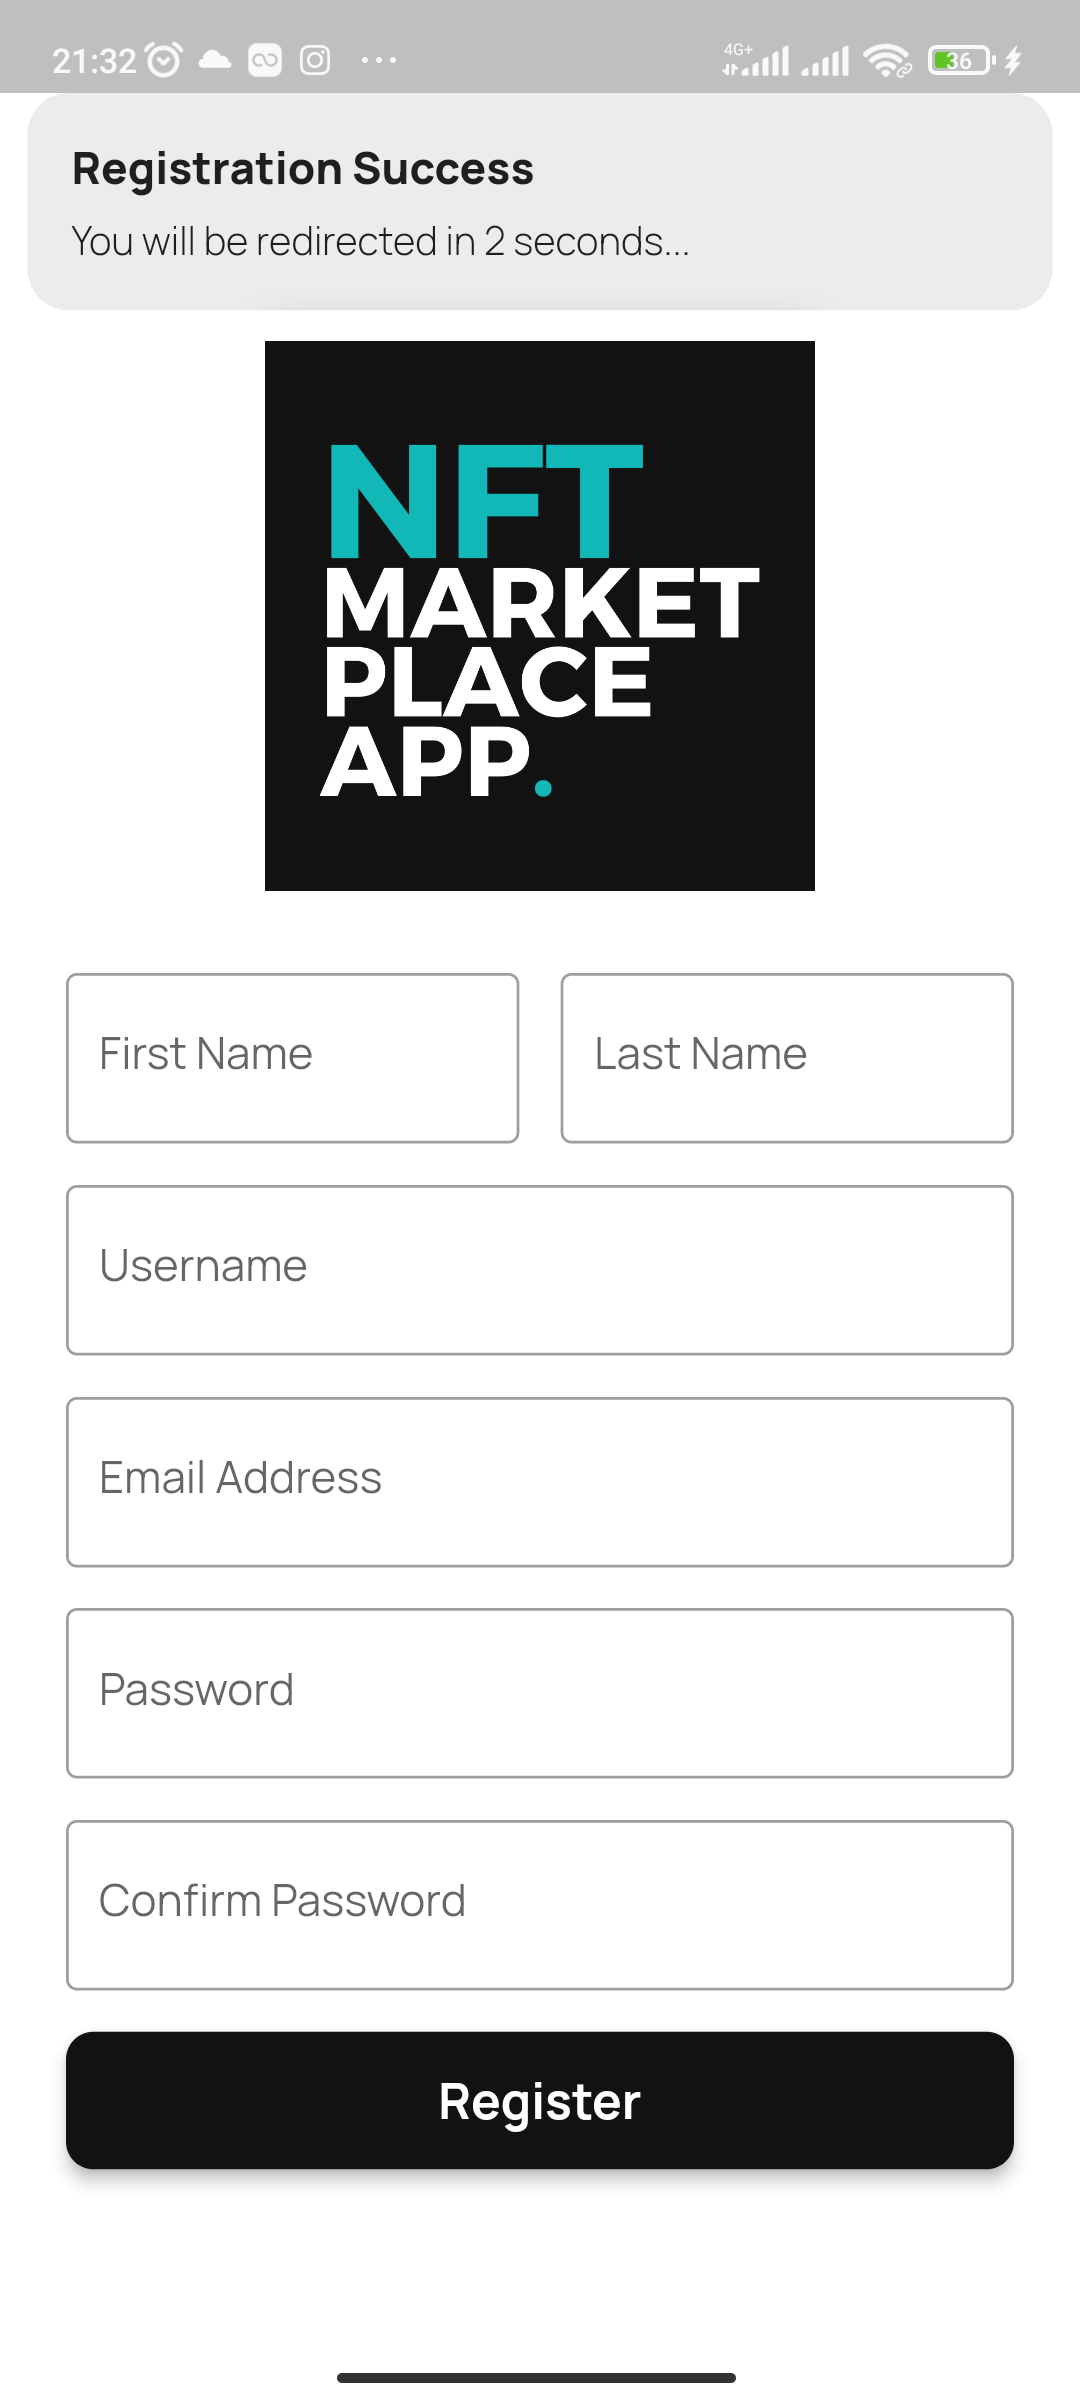 21:32
4G+
36
Registration Success
You will be redirected in 2 seconds...
NFT
MARKET
PLACE
APP.
First Name
Last Name
Username
Email Address
Password
Confirm Password
Register